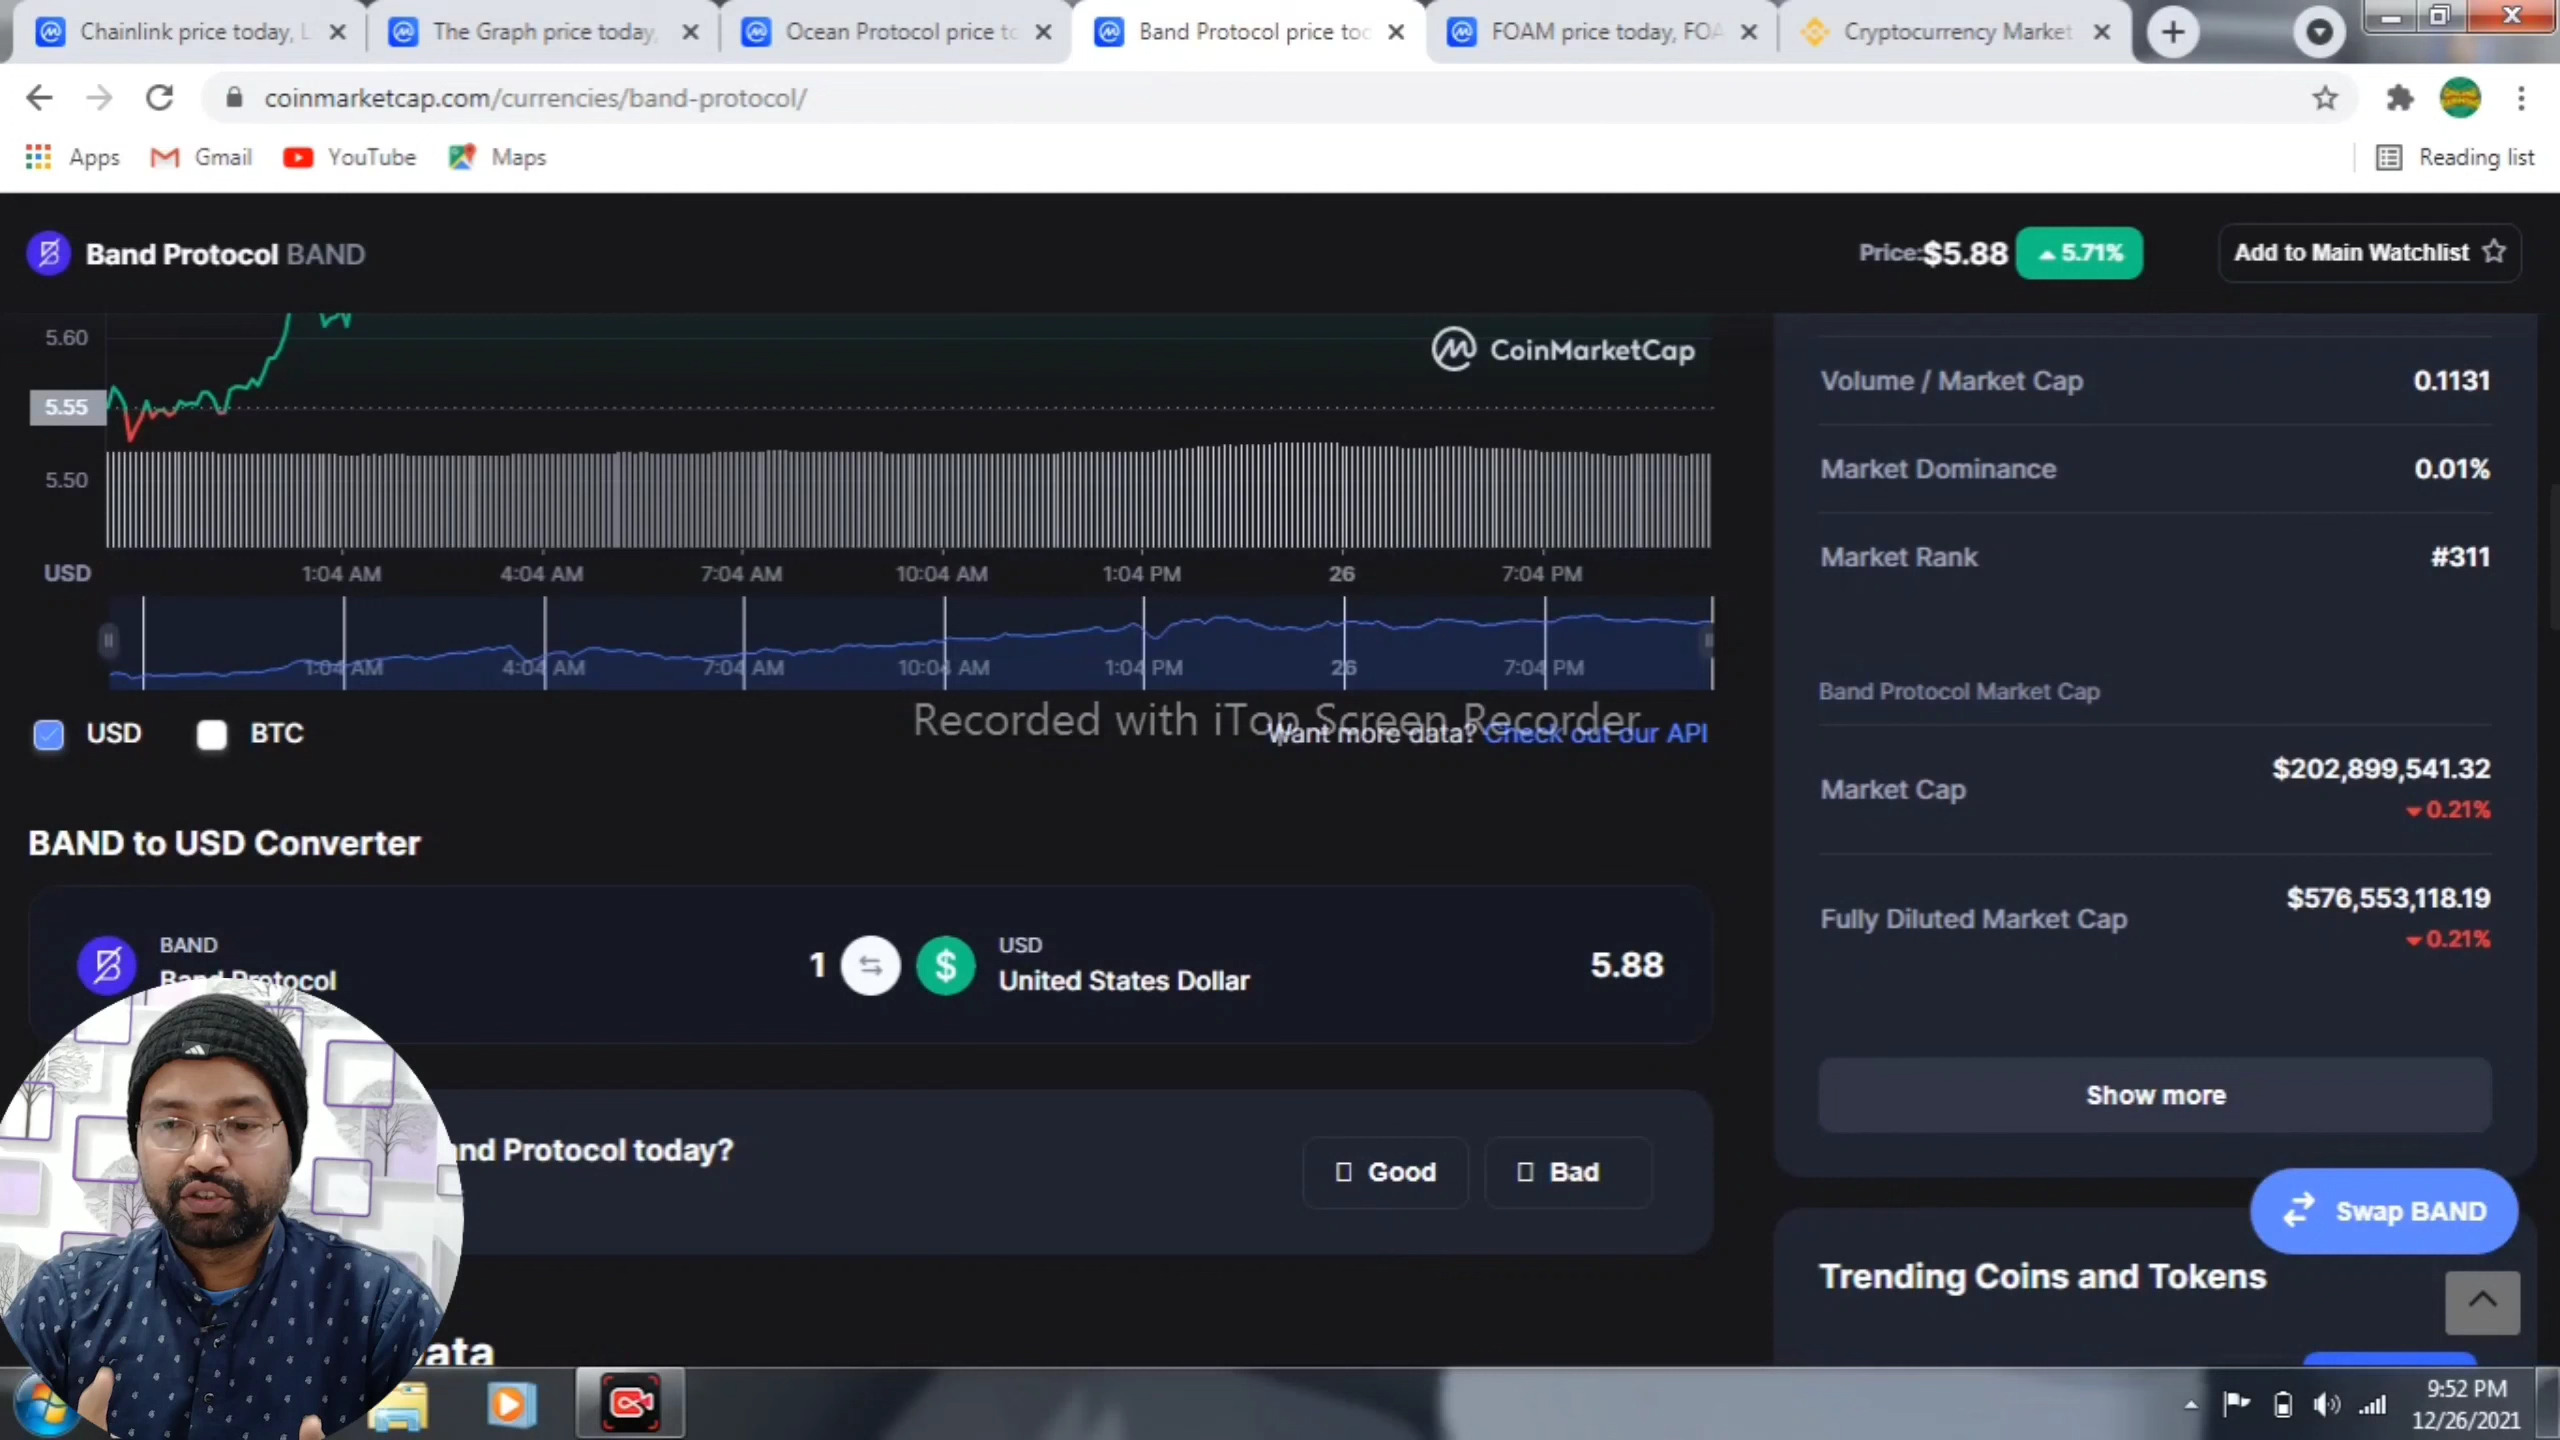 Chainlink price today, L
The Graph price today,
Ocean Protocol price to
Band Protocol price too
FOAM price today, FOA
Cryptocurrency Market
coinmarketcap.com/currencies/band-protocol/
Apps
Gmail
YouTube
Maps
Reading list
Band Protocol BAND
Price:$5.88
5.71%
Add to Main Watchlist
5.60
5.55
5.50
CoinMarketCap
USD
1:04 AM
4:04 AM
7:04 AM
10:04 AM
1:04 PM
26
7:04 PM
1:04 AM
4:04 AM
7:04 AM
10:04 AM
1:04 PM
26
7:04 PM
USD
BTC
Recorded with iTop Screen Recorder
Want more data? Check out our API
Volume / Market Cap
0.1131
Market Dominance
0.01%
Market Rank
#311
Band Protocol Market Cap
Market Cap
$202,899,541.32
0.21%
Fully Diluted Market Cap
$576,553,118.19
0.21%
Show more
BAND to USD Converter
BAND
Band Protocol
1
USD
United States Dollar
5.88
nd Protocol today?
Good
Bad
Swap BAND
Trending Coins and Tokens
ata
9:52 PM
12/26/2021